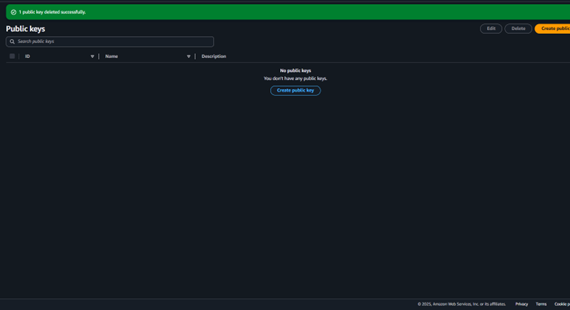 1 public key deleted successfully.
Public keys
Edit
Delete
Create public
Search public keys
ID
Name
Description
No public keys
You don't have any public keys.
Create public key
© 2025, Amazon Web Services, Inc. or its affiliates.
Privacy
Terms
Cookie p